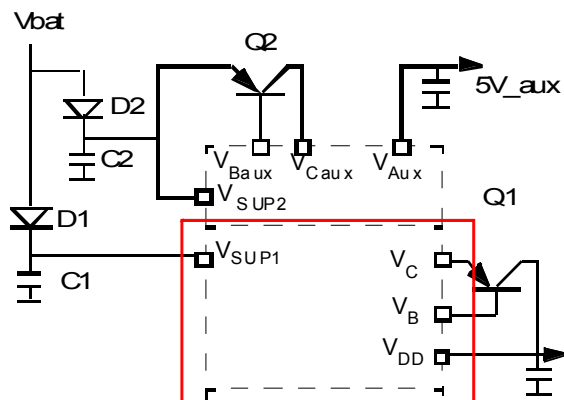 Vbat
Q2
D2
5V_aux
C2
VBaux
VCaux
VAux
VSUP2
Q1
D1
VSUP1
VC
C1
VB
VDD